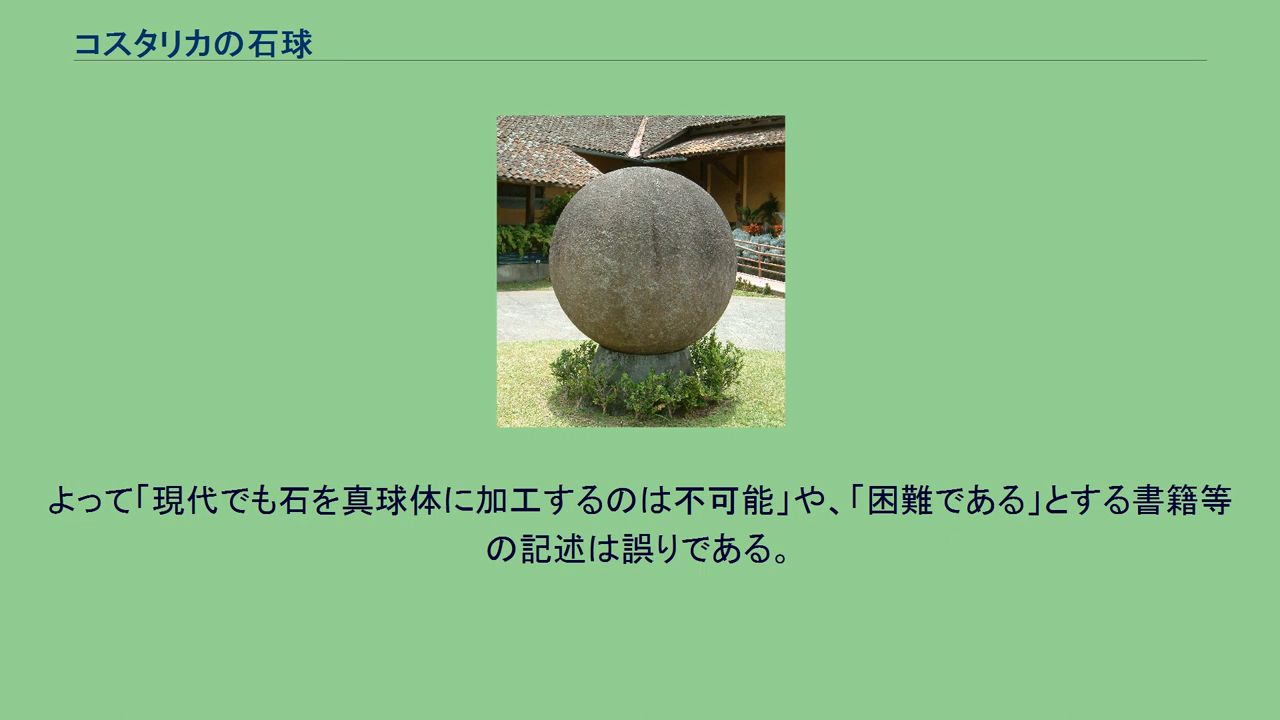 コスタリカの石球
よって「現代でも石を真球体に加工するのは不可能」や、「困難である」とする書籍等
の記述は誤りである。